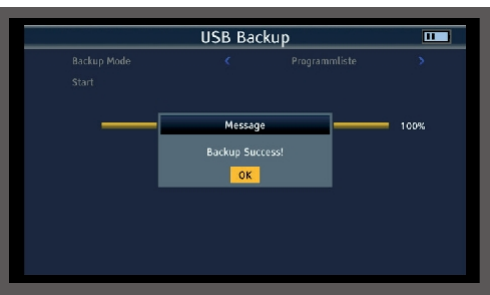 USB Backup
Backup Mode < Programmliste >
Start
100%
Message
Backup Success!
OK